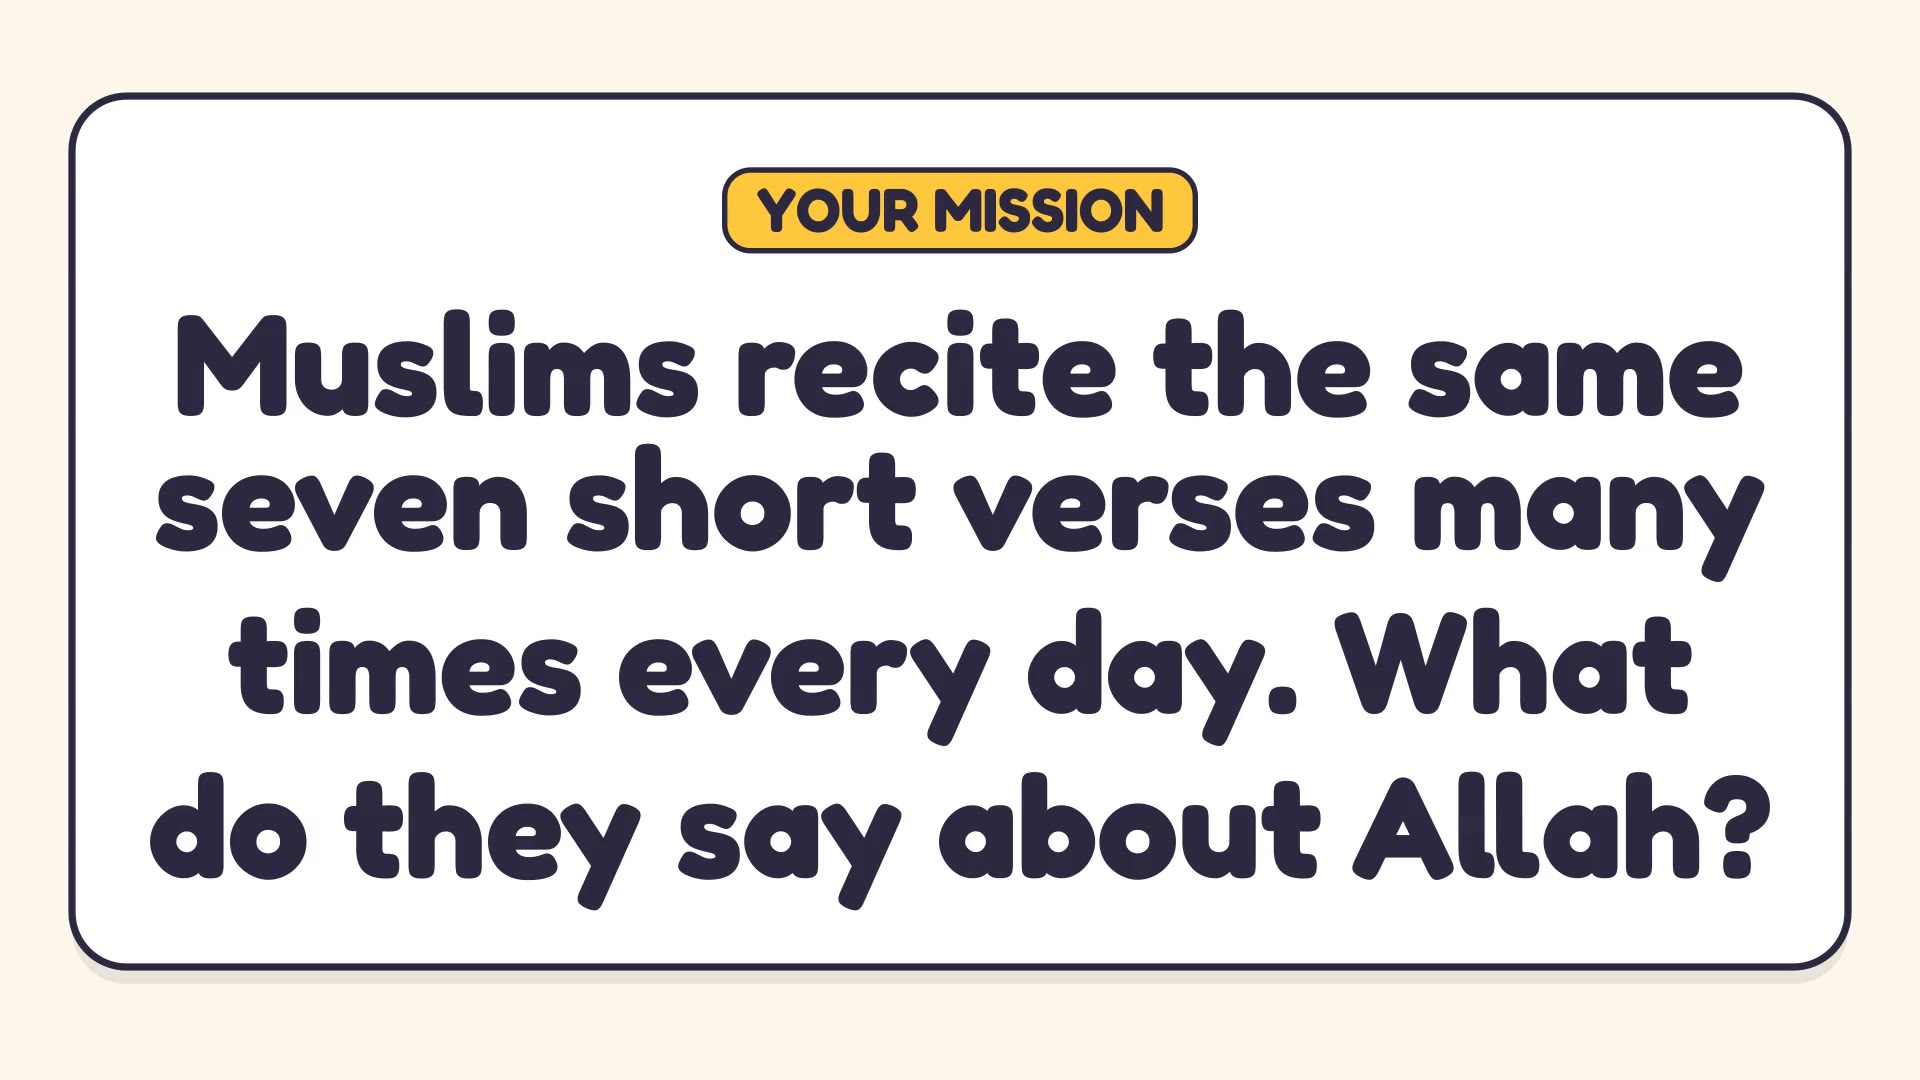 YOUR MISSION
Muslims recite the same
seven short verses many
times every day. What
do they say about Allah?